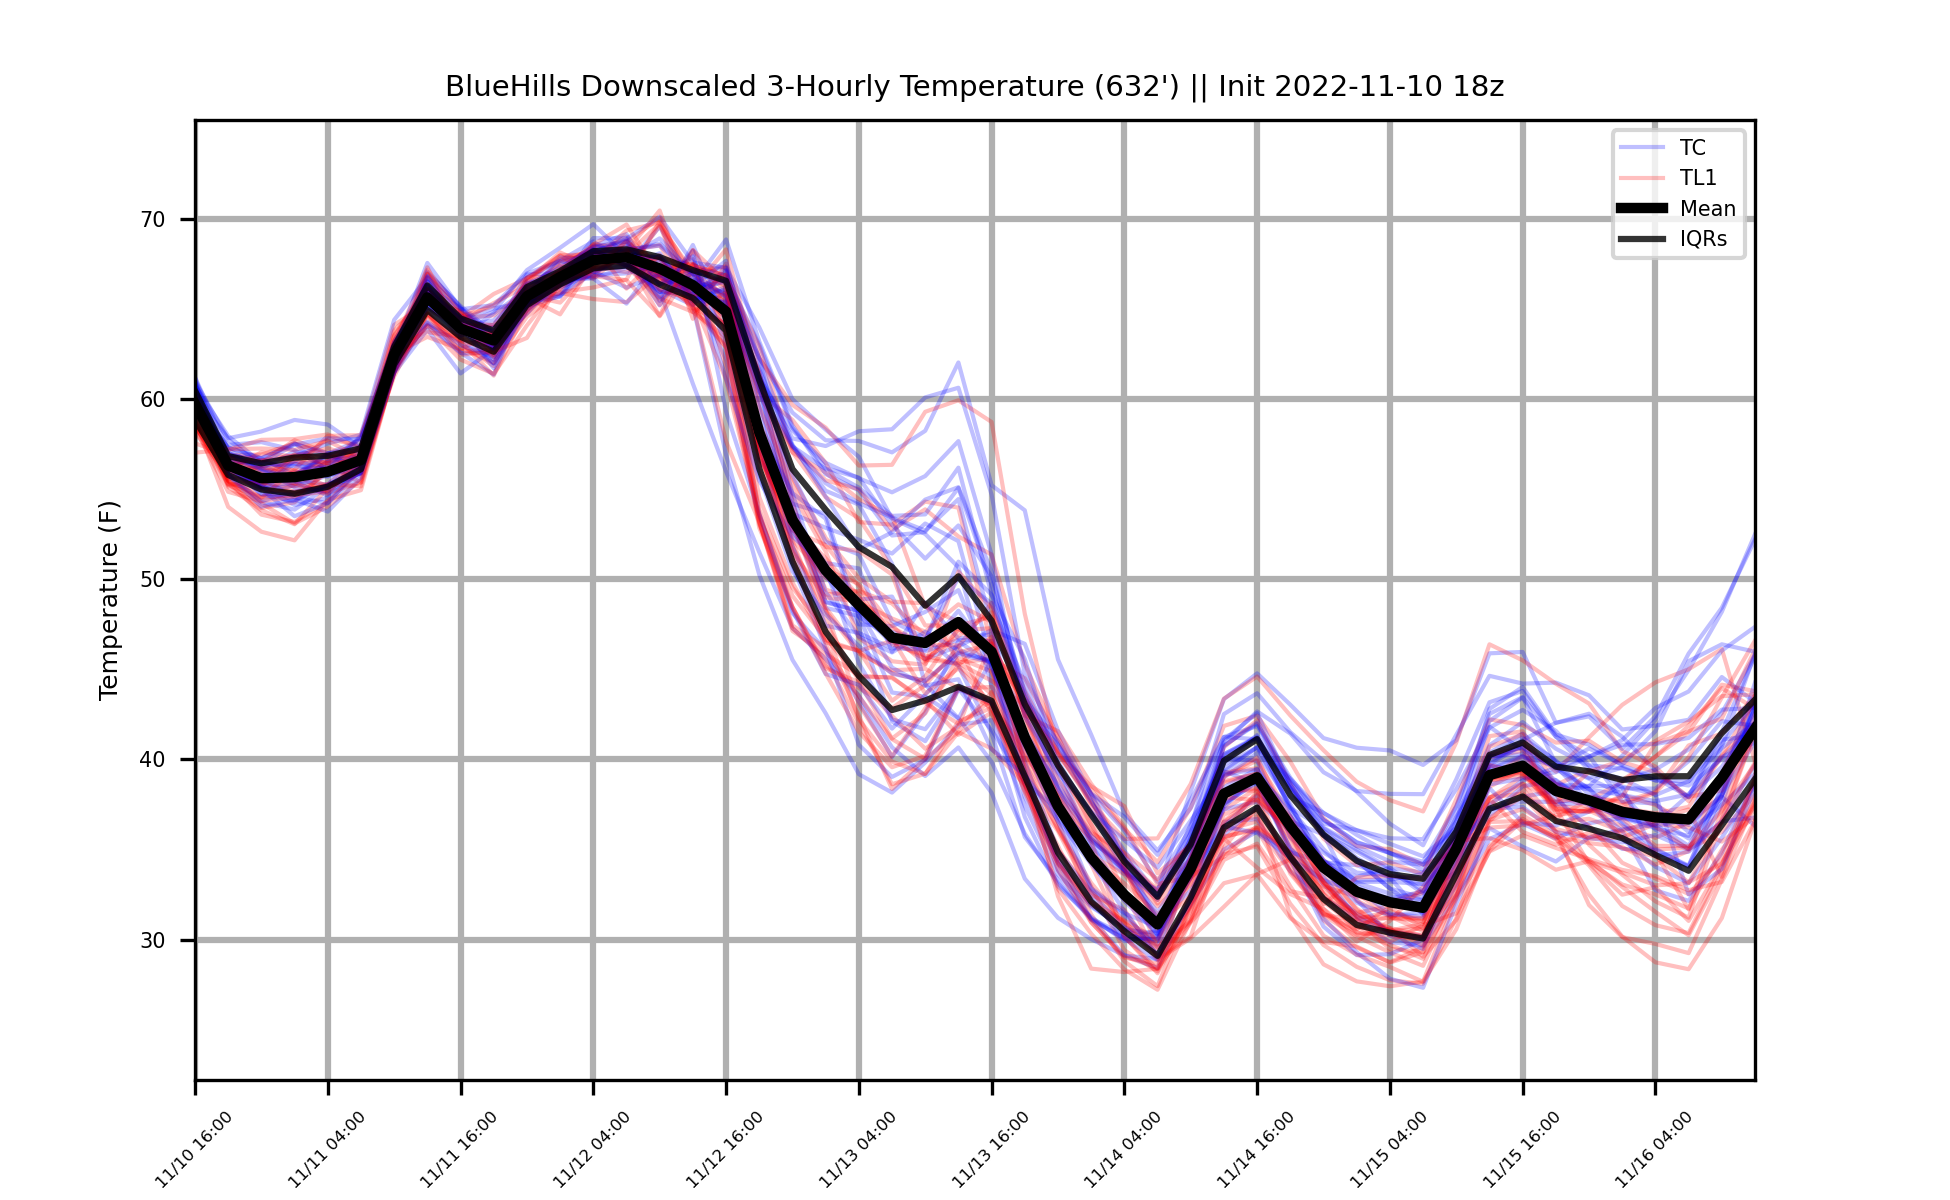 BlueHills Downscaled 3-Hourly Temperature (632') || Init 2022-11-10 18z
TC
TL1
Mean
IQRs
Temperature (F)
70
60
50
40
30
11/10 16:00
11/11 04:00
11/11 16:00
11/12 04:00
11/12 16:00
11/13 04:00
11/13 16:00
11/14 04:00
11/14 16:00
11/15 04:00
11/15 16:00
11/16 04:00